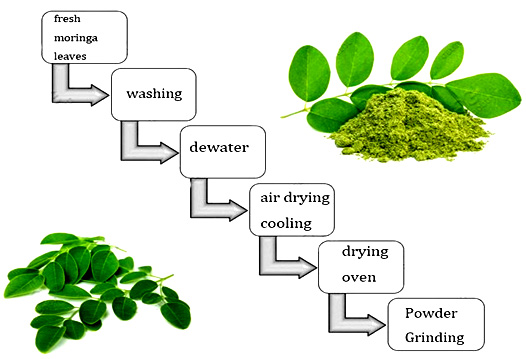 fresh
moringa
leaves
washing
dewater
air drying
cooling
drying
oven
Powder
Grinding